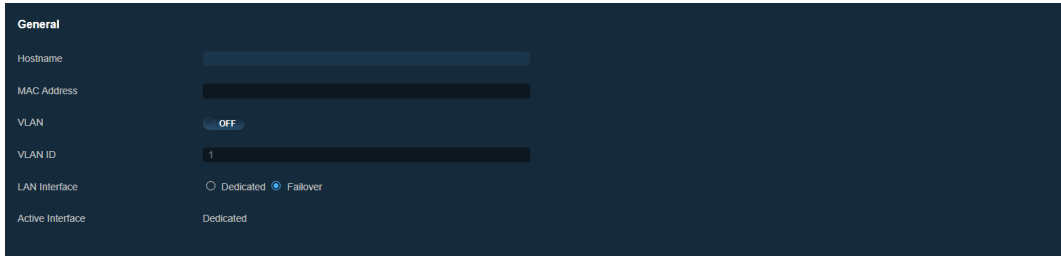 General
Hostname
MAC Address
VLAN OFF
VLAN ID 1
LAN Interface Dedicated Failover
Active Interface Dedicated